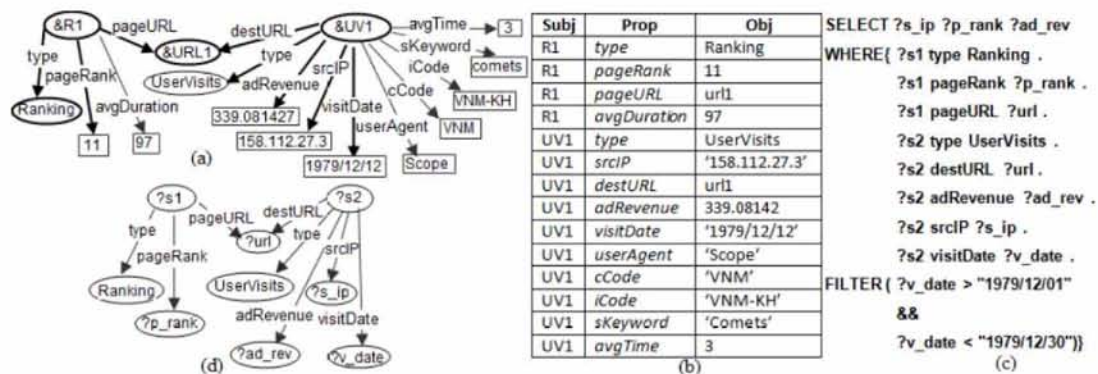 &R1
pageURL
destURL
&UV1
avgTime
3
type
&URL1
type
sKeyword
comets
pageRank
UserVisits
srcIP
iCode
adRevenue
cCode
VNM-KH
Ranking
avgDuration
visitDate
339.081427
userAgent
VNM
11
97
158.112.27.3
(a)
1979/12/12
Scope
?s1
?s2
pageURL
destURL
type
?url
type
srcIP
pageRank
Ranking
UserVisits
?s_ip
adRevenue
visitDate
?p_rank
(d)
?ad_rev
?v_date
Subj Prop Obj
R1 type Ranking
R1 pageRank 11
R1 pageURL url1
R1 avgDuration 97
UV1 type UserVisits
UV1 srcIP ‘158.112.27.3’
UV1 destURL url1
UV1 adRevenue 339.08142
UV1 visitDate ‘1979/12/12’
UV1 userAgent ‘Scope’
UV1 cCode ‘VNM’
UV1 iCode ‘VNM-KH’
UV1 sKeyword ‘Comets’
UV1 avgTime 3
(b)
SELECT ?s_ip ?p_rank ?ad_rev
WHERE{ ?s1 type Ranking .
?s1 pageRank ?p_rank .
?s1 pageURL ?url .
?s2 type UserVisits .
?s2 destURL ?url .
?s2 adRevenue ?ad_rev .
?s2 srcIP ?s_ip .
?s2 visitDate ?v_date .
FILTER( ?v_date > "1979/12/01"
&&
?v_date < "1979/12/30")}
(c)